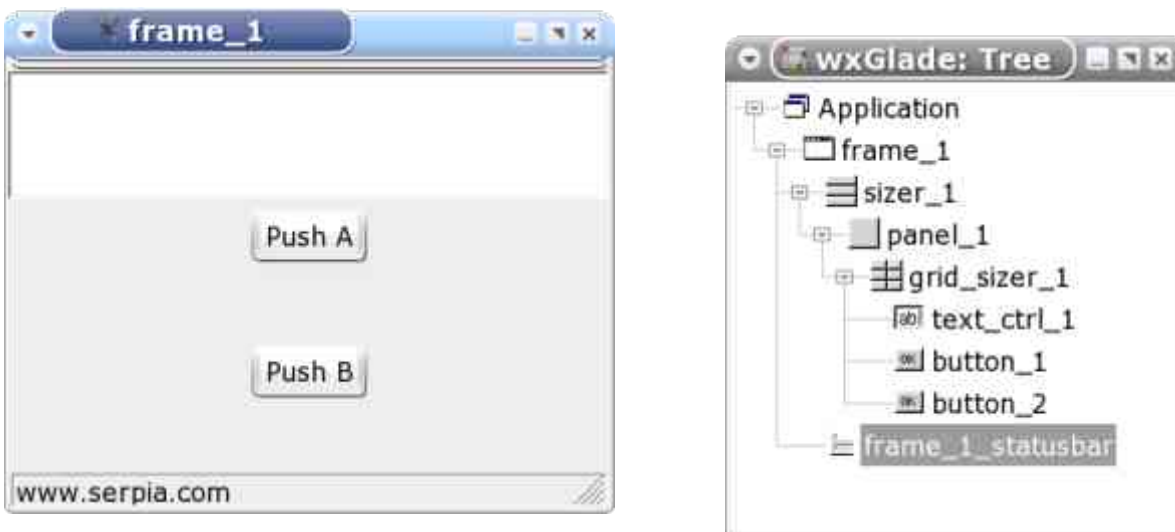 frame_1
Push A
Push B
www.serpia.com
wxGlade: Tree
Application
frame_1
sizer_1
panel_1
grid_sizer_1
text_ctrl_1
button_1
button_2
frame_1_statusbar